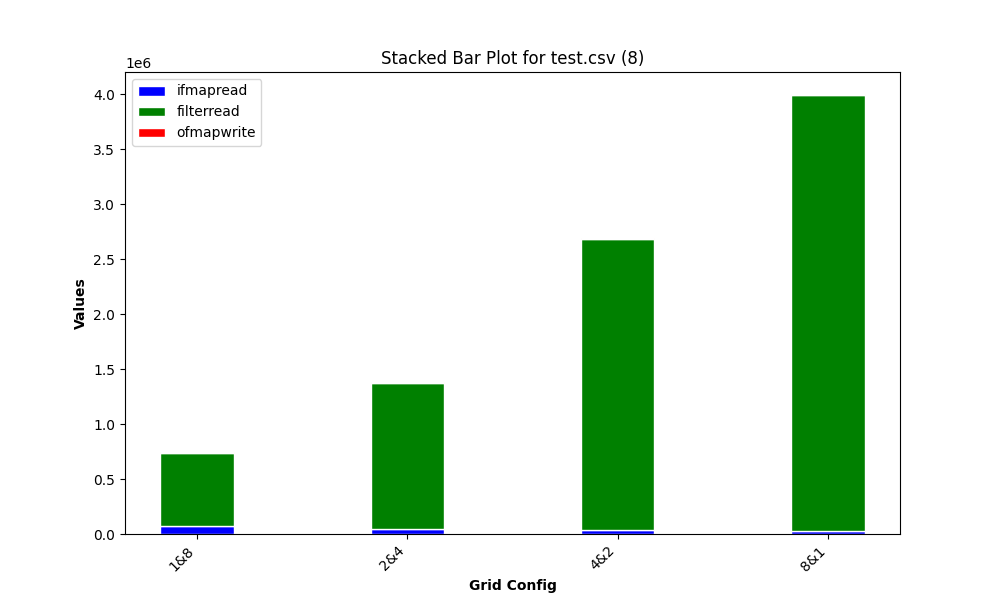 Stacked Bar Plot for test.csv (8)
1e6
ifmapread
filterread
ofmapwrite
4.0
3.5
3.0
2.5
2.0
1.5
1.0
0.5
0.0
Values
1&8
2&4
4&2
8&1
Grid Config